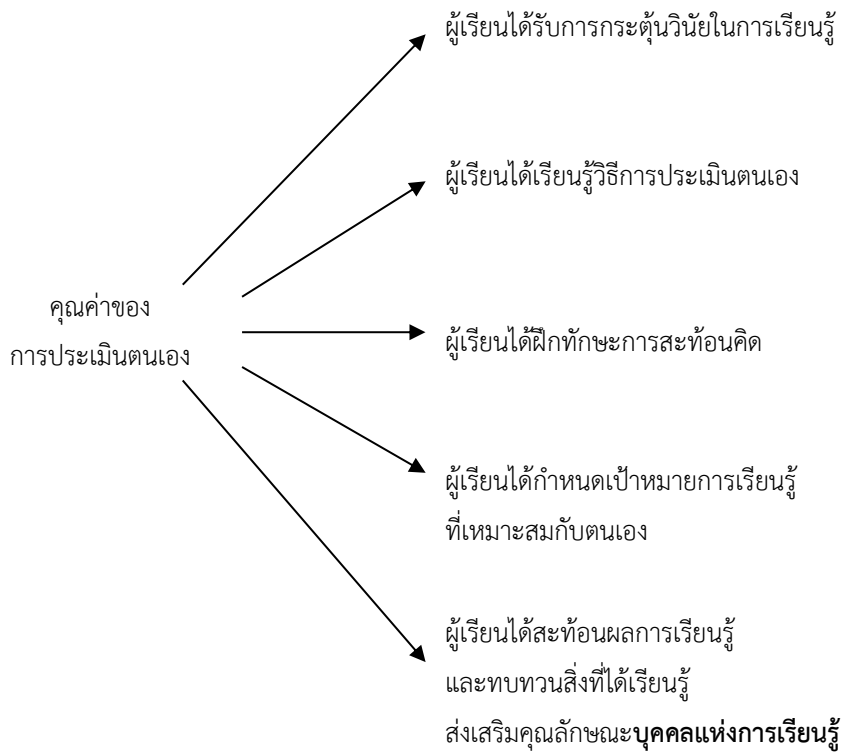 ผู้เรียนได้รับการกระตุ้นวินัยในการเรียนรู้
ผู้เรียนได้เรียนรู้วิธีการประเมินตนเอง
คุณค่าของ
การประเมินตนเอง
ผู้เรียนได้ฝึกทักษะการสะท้อนคิด
ผู้เรียนได้กำหนดเป้าหมายการเรียนรู้
ที่เหมาะสมกับตนเอง
ผู้เรียนได้สะท้อนผลการเรียนรู้
และทบทวนสิ่งที่ได้เรียนรู้
ส่งเสริมคุณลักษณะบุคคลแห่งการเรียนรู้